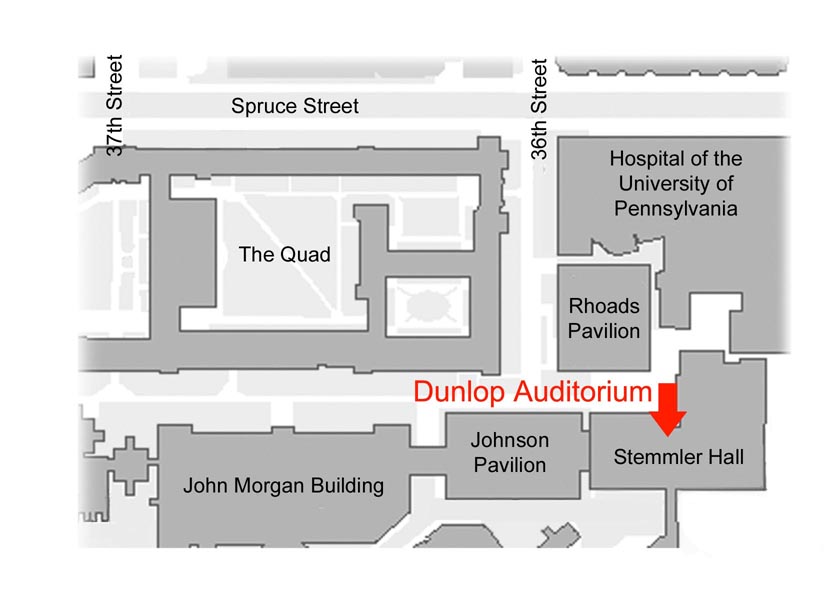 37th Street
Spruce Street
36th Street
Hospital of the
University of
Pennsylvania
The Quad
Rhoads
Pavilion
Dunlop Auditorium
Johnson
Pavilion
Stemmler Hall
John Morgan Building